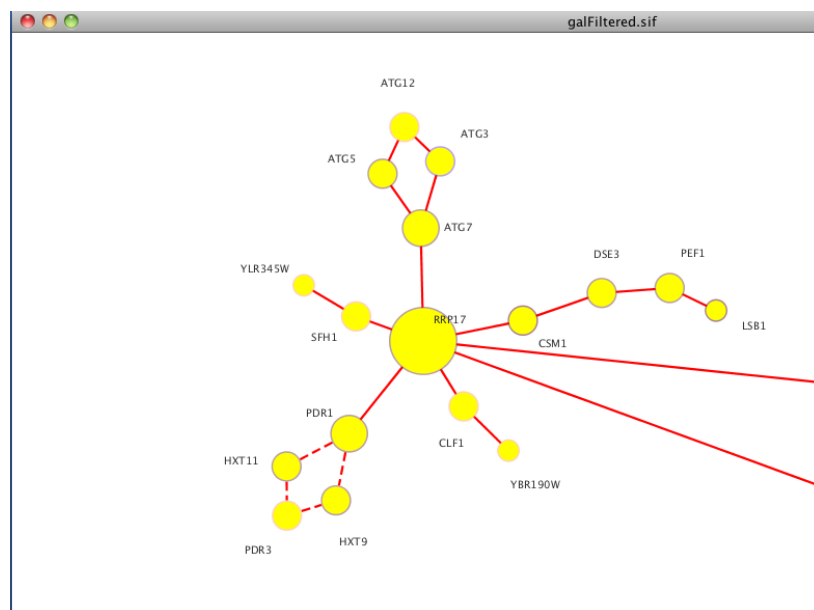 galFiltered.sif
ATG12
ATG3
ATG5
ATG7
DSE3
PEF1
YLR345W
RRP17
LSB1
SFH1
CSM1
PDR1
CLF1
HXT11
YBR190W
HXT9
PDR3